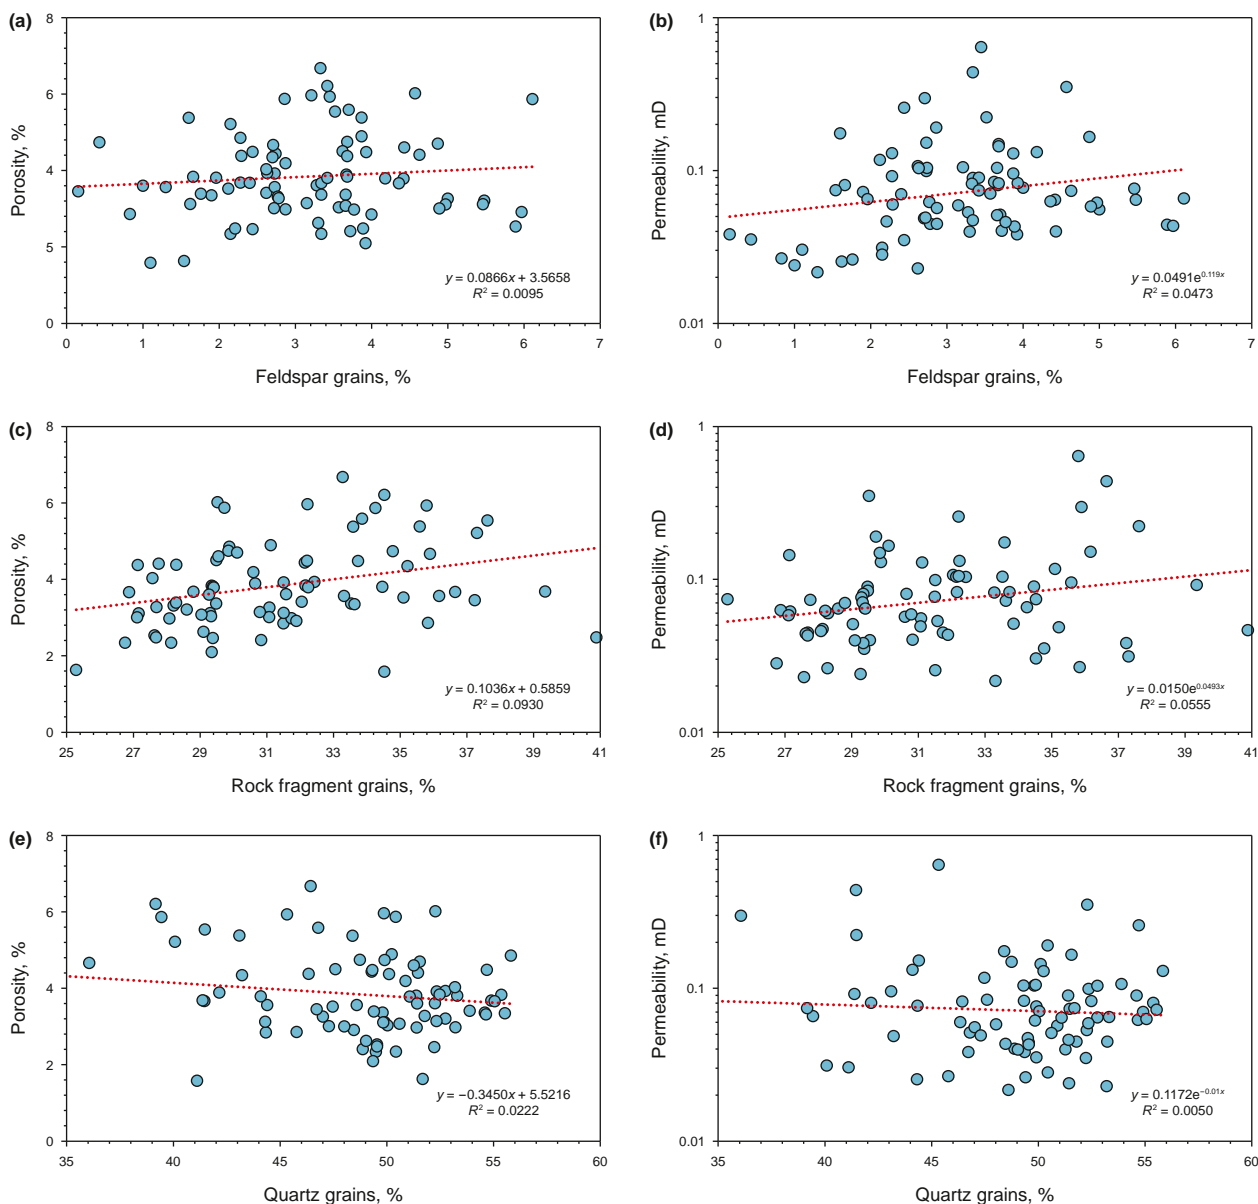 (a)
8
6
4
5
0
Porosity, %
y = 0.0866x + 3.5658
R² = 0.0095
0 1 2 3 4 5 6 7
Feldspar grains, %
(b)
1
0.1
0.01
Permeability, mD
y = 0.0491e^0.119x
R² = 0.0473
0 1 2 3 4 5 6 7
Feldspar grains, %
(c)
8
6
4
2
0
Porosity, %
y = 0.1036x + 0.5859
R² = 0.0930
25 27 29 31 33 35 37 39 41
Rock fragment grains, %
(d)
1
0.1
0.01
Permeability, mD
y = 0.0150e^0.0493x
R² = 0.0555
25 27 29 31 33 35 37 39 41
Rock fragment grains, %
(e)
8
6
4
2
0
Porosity, %
y = −0.3450x + 5.5216
R² = 0.0222
35 40 45 50 55 60
Quartz grains, %
(f)
1
0.1
0.01
Permeability, mD
y = 0.1172e^−0.01x
R² = 0.0050
35 40 45 50 55 60
Quartz grains, %